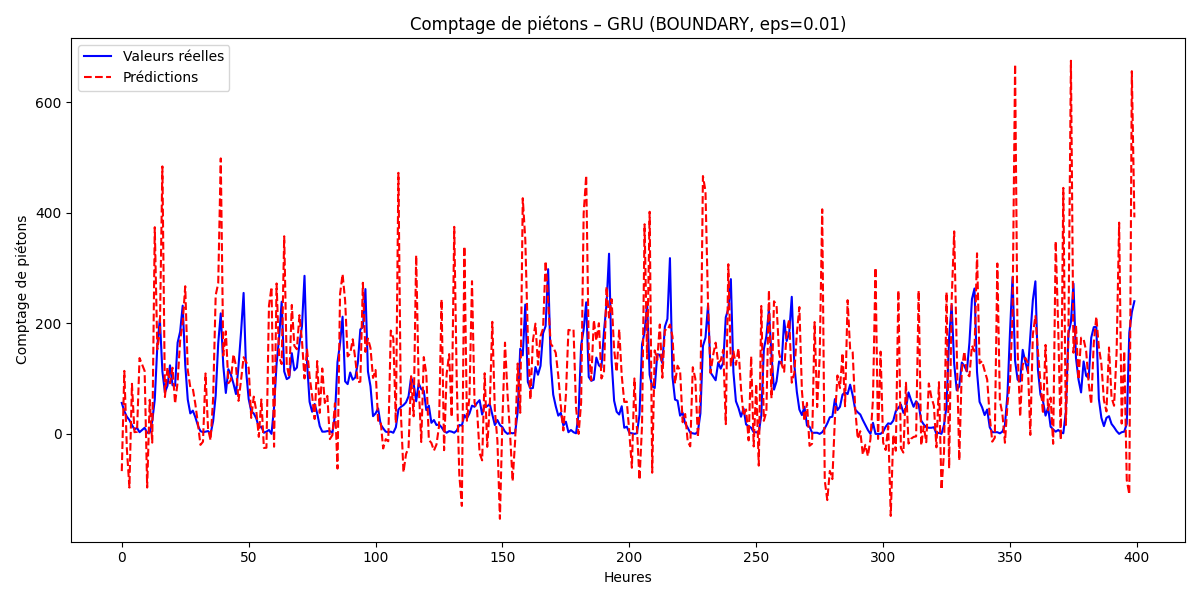 Comptage de piétons – GRU (BOUNDARY, eps=0.01)
Valeurs réelles
Prédictions
Comptage de piétons
600
400
200
0
0 50 100 150 200 250 300 350 400
Heures